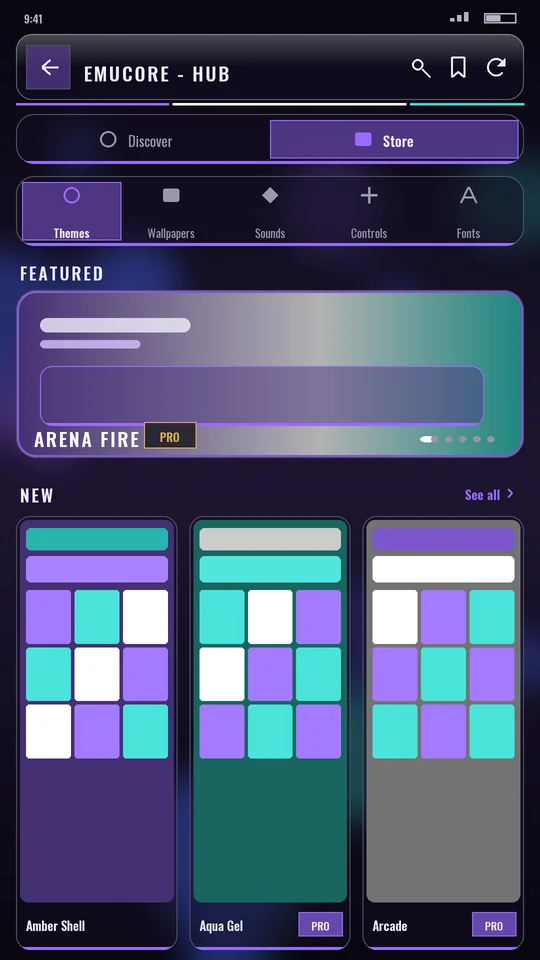 9:41
EMUCORE - HUB
Discover
Store
Themes
Wallpapers
Sounds
Controls
Fonts
FEATURED
ARENA FIRE
PRO
NEW
See all
Amber Shell
Aqua Gel
PRO
Arcade
PRO